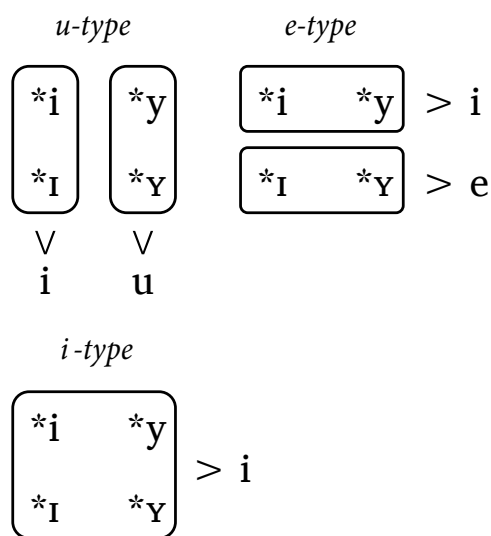 u-type e-type
*i *y *i *y > i
*ɪ *ʏ *ɪ *ʏ > e
∨ ∨
i u
i-type
*i *y
> i
*ɪ *ʏ